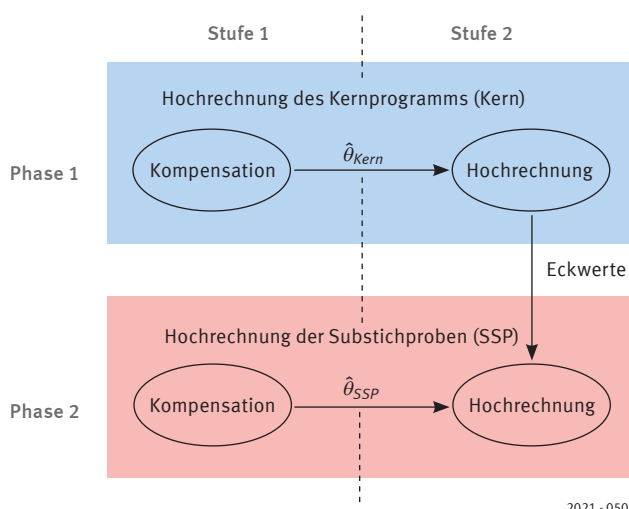 Stufe 1 Stufe 2
Hochrechnung des Kernprogramms (Kern)
Phase 1
Kompensation
θ̂Kern
Hochrechnung
Eckwerte
Hochrechnung der Substichproben (SSP)
Phase 2
Kompensation
θ̂SSP
Hochrechnung
2021 - 050